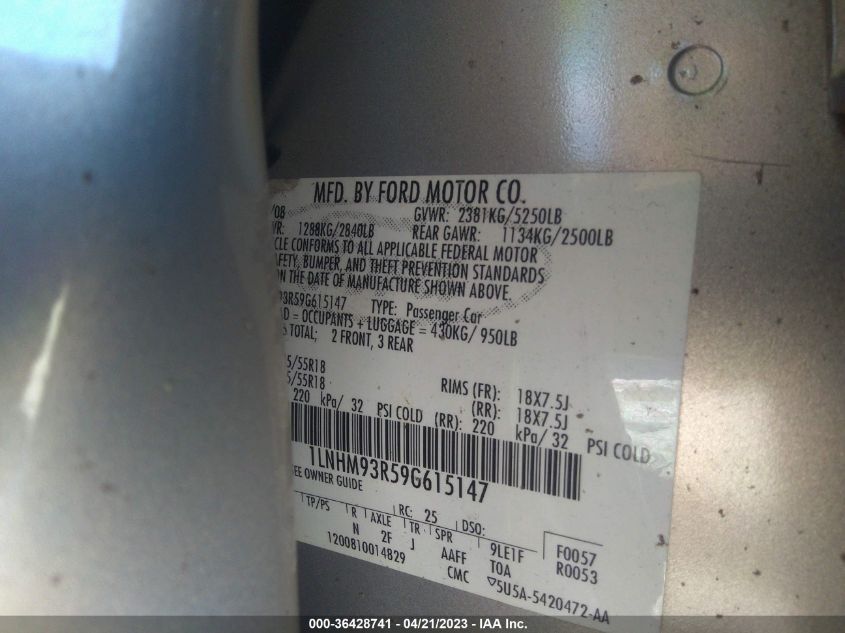 MFD. BY FORD MOTOR CO.
/08 GVWR: 2381KG/5250LB
WR: 1288KG/2840LB REAR GAWR: 1134KG/2500LB
CLE CONFORMS TO ALL APPLICABLE FEDERAL MOTOR
AFETY, BUMPER, AND THEFT PREVENTION STANDARDS
ON THE DATE OF MANUFACTURE SHOWN ABOVE.
93R59G615147 TYPE: Passenger Car
D = OCCUPANTS + LUGGAGE = 430KG/ 950LB
TOTAL; 2 FRONT, 3 REAR
5/55R18 RIMS (FR): 18X7.5J
5/55R18 (RR): 18X7.5J
220 kPa/ 32 PSI COLD (RR): 220 kPa/ 32 PSI COLD
1LNHM93R59G615147
EE OWNER GUIDE
RC: 25 DSO:
TP/PS R AXLE TR SPR 9LE1F F0057
N 2F J AAFF TOA R0053
1200810014829 CMC 5U5A-5420472-AA
000-36428741 - 04/21/2023 - IAA Inc.